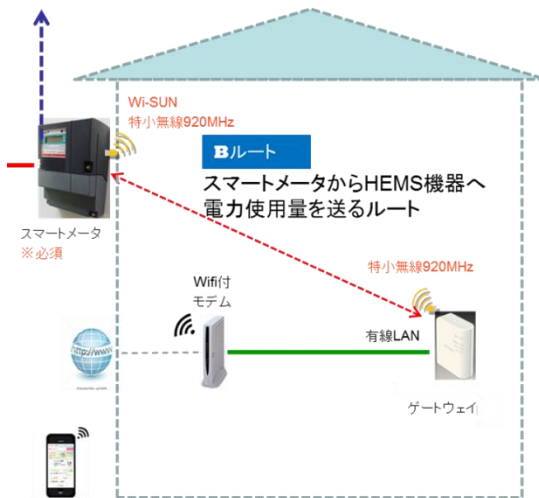 Wi-SUN
特小無線920MHz
Bルート
スマートメータからHEMS機器へ
電力使用量を送るルート
スマートメータ
※必須
特小無線920MHz
Wifi付
モデム
有線LAN
http://www
ゲートウェイ